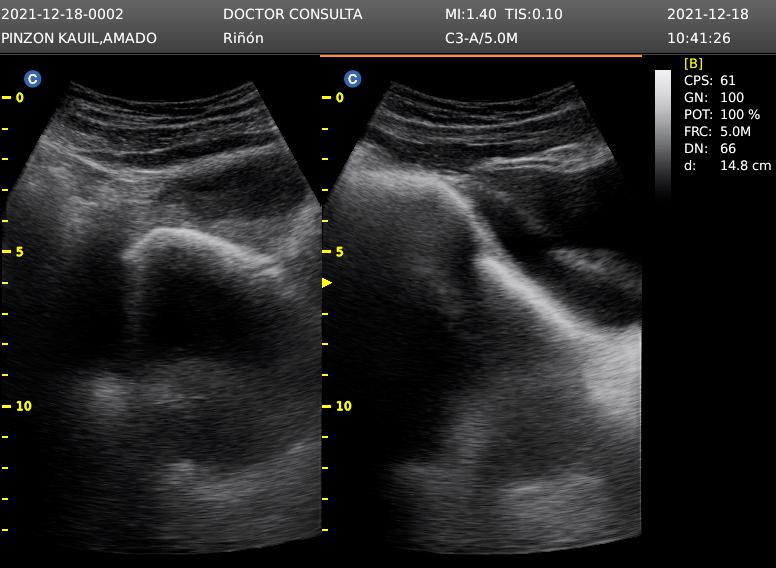 2021-12-18-0002 DOCTOR CONSULTA MI:1.40 TIS:0.10 2021-12-18
PINZON KAUIL,AMADO Riñón C3-A/5.0M 10:41:26
[B]
CPS: 61
GN: 100
POT: 100 %
FRC: 5.0M
DN: 66
d: 14.8 cm
C
0
5
10
C
0
5
10